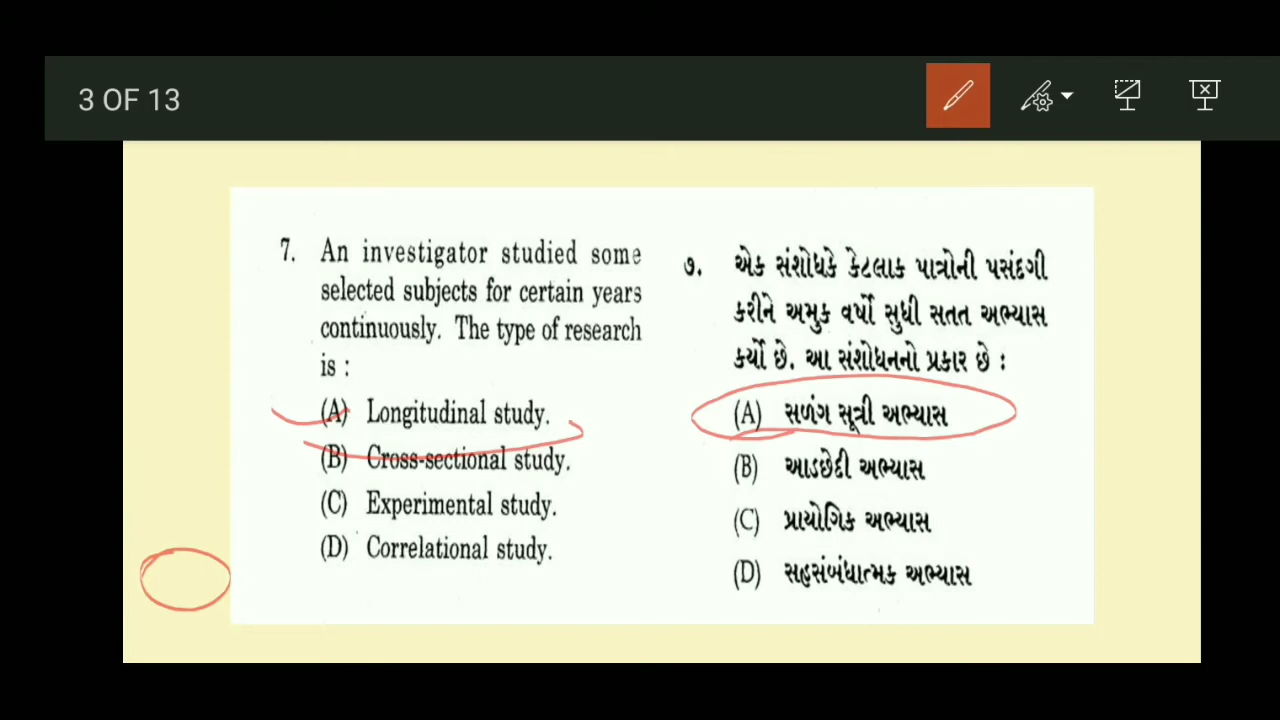 3 OF 13
7. An investigator studied some
selected subjects for certain years
continuously. The type of research
is :
(A) Longitudinal study.
(B) Cross-sectional study.
(C) Experimental study.
(D) Correlational study.
૭. એક સંશોધકે કેટલાક પાત્રોની પસંદગી
કરીને અમુક વર્ષો સુધી સતત અભ્યાસ
કર્યો છે. આ સંશોધનનો પ્રકાર છે :
(A) સળંગ સૂત્રી અભ્યાસ
(B) આડછેદી અભ્યાસ
(C) પ્રાયોગિક અભ્યાસ
(D) સહસંબંધાત્મક અભ્યાસ